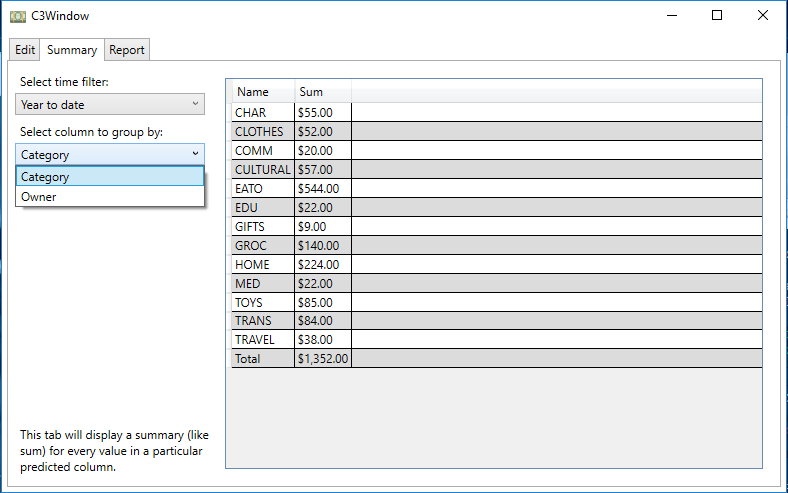 C3Window
Edit Summary Report
Select time filter:
Year to date
Select column to group by:
Category
Category
Owner
This tab will display a summary (like
sum) for every value in a particular
predicted column.
Name Sum
CHAR $55.00
CLOTHES $52.00
COMM $20.00
CULTURAL $57.00
EATO $544.00
EDU $22.00
GIFTS $9.00
GROC $140.00
HOME $224.00
MED $22.00
TOYS $85.00
TRANS $84.00
TRAVEL $38.00
Total $1,352.00